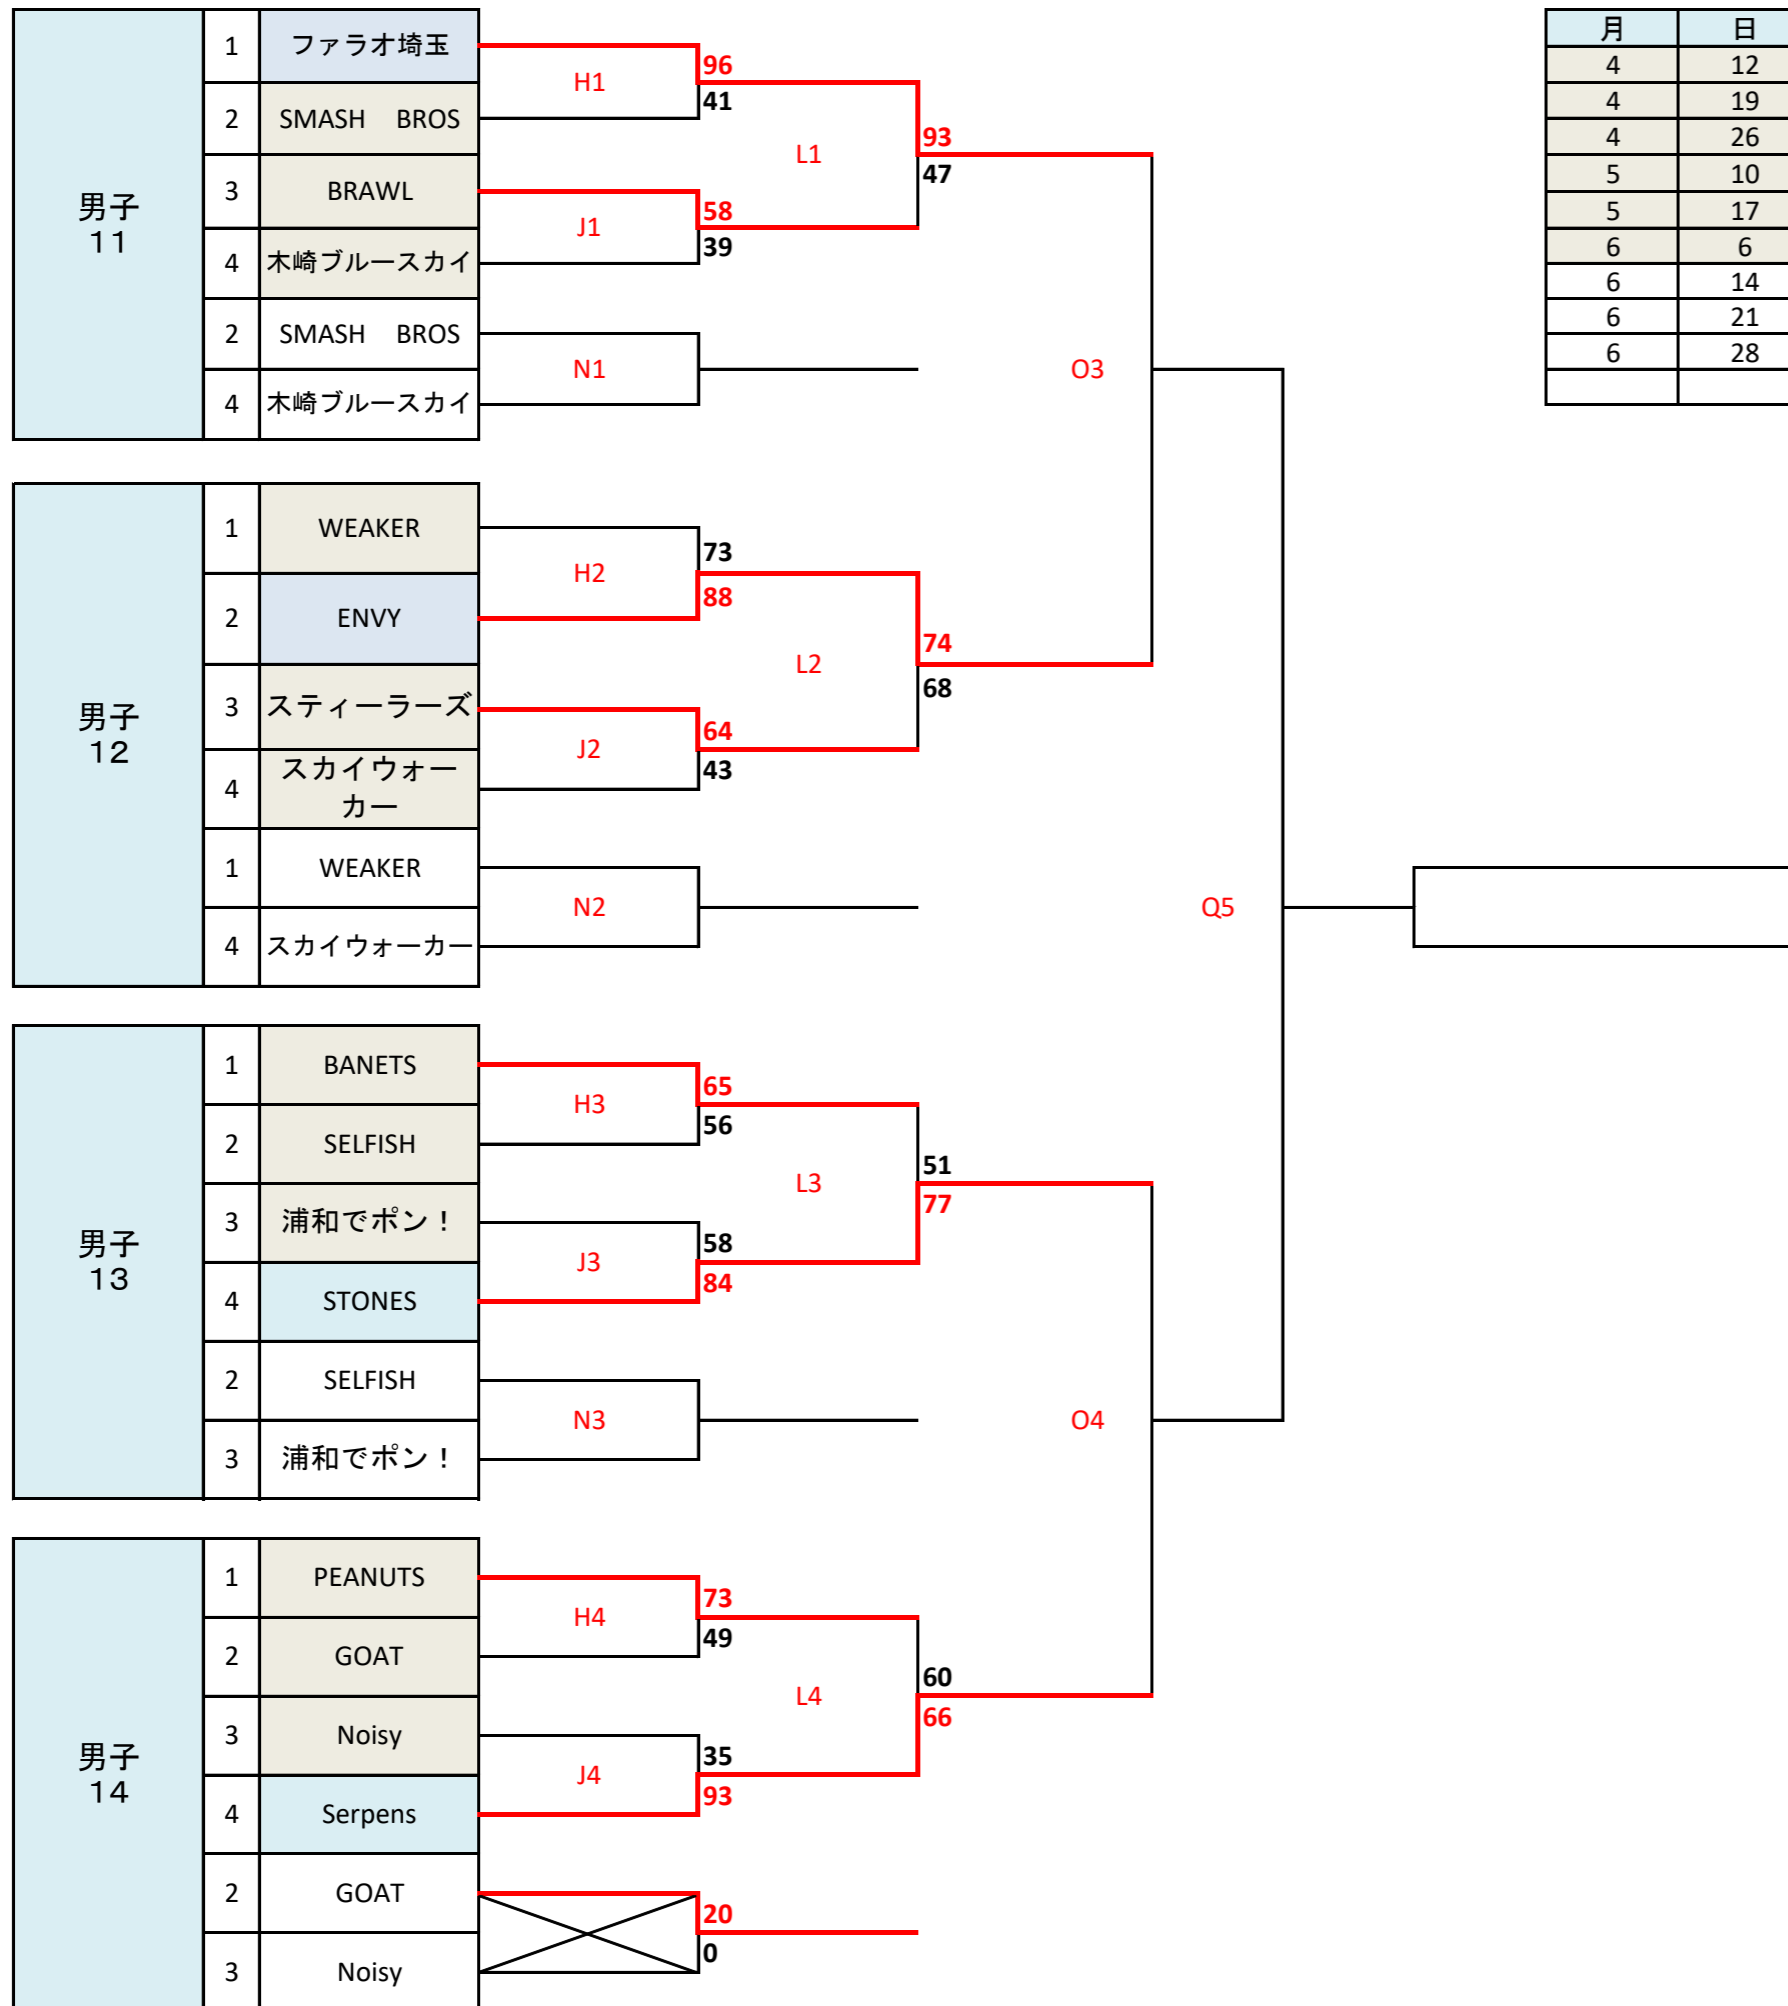 男子
11
1 ファラオ埼玉
2 SMASH BROS
3 BRAWL
4 木崎ブルースカイ
2 SMASH BROS
4 木崎ブルースカイ
H1
96
41
J1
58
39
L1
93
47
N1
O3
月 日
4 12
4 19
4 26
5 10
5 17
6 6
6 14
6 21
6 28
男子
12
1 WEAKER
2 ENVY
3 スティーラーズ
4 スカイウォー
カー
1 WEAKER
4 スカイウォーカー
H2
73
88
J2
64
43
L2
74
68
N2
Q5
男子
13
1 BANETS
2 SELFISH
3 浦和でポン！
4 STONES
2 SELFISH
3 浦和でポン！
H3
65
56
J3
58
84
L3
51
77
N3
O4
男子
14
1 PEANUTS
2 GOAT
3 Noisy
4 Serpens
2 GOAT
3 Noisy
H4
73
49
J4
35
93
L4
60
66
20
0